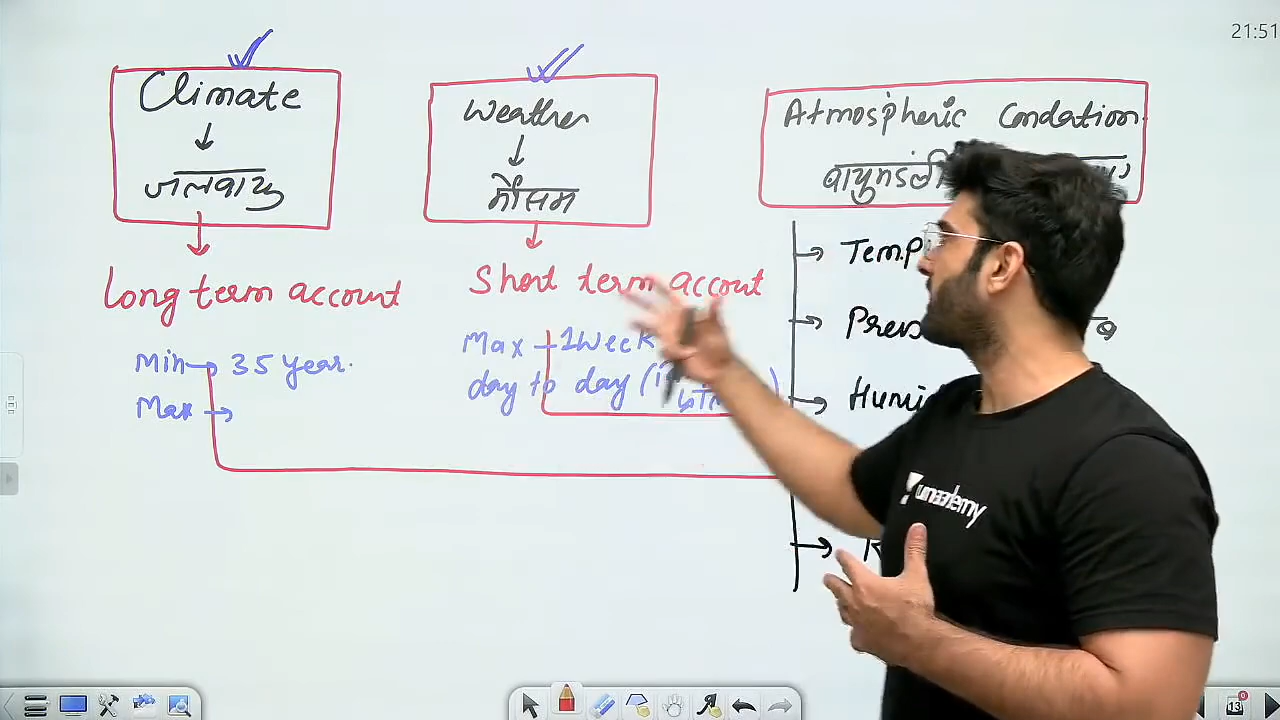 21:51
Climate
जलवायु
Long term account
Min → 35 year.
Max →
Weather
मौसम
Short term accout
Max → 1 Week
day to day
Atmospheric Condation
Temp
Pres
Humi
unacademy
13